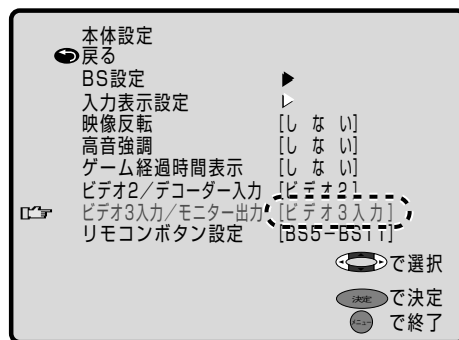 本体設定
戻る
BS設定
入力表示設定
映像反転 [し な い]
高音強調 [し な い]
ゲーム経過時間表示 [し な い]
ビデオ2／デコーダー入力 [ビデオ2]
ビデオ3入力／モニター出力 [ビデオ3入力]
リモコンボタン設定 [BS5－BS11]
で選択
決定 で決定
メニュー で終了